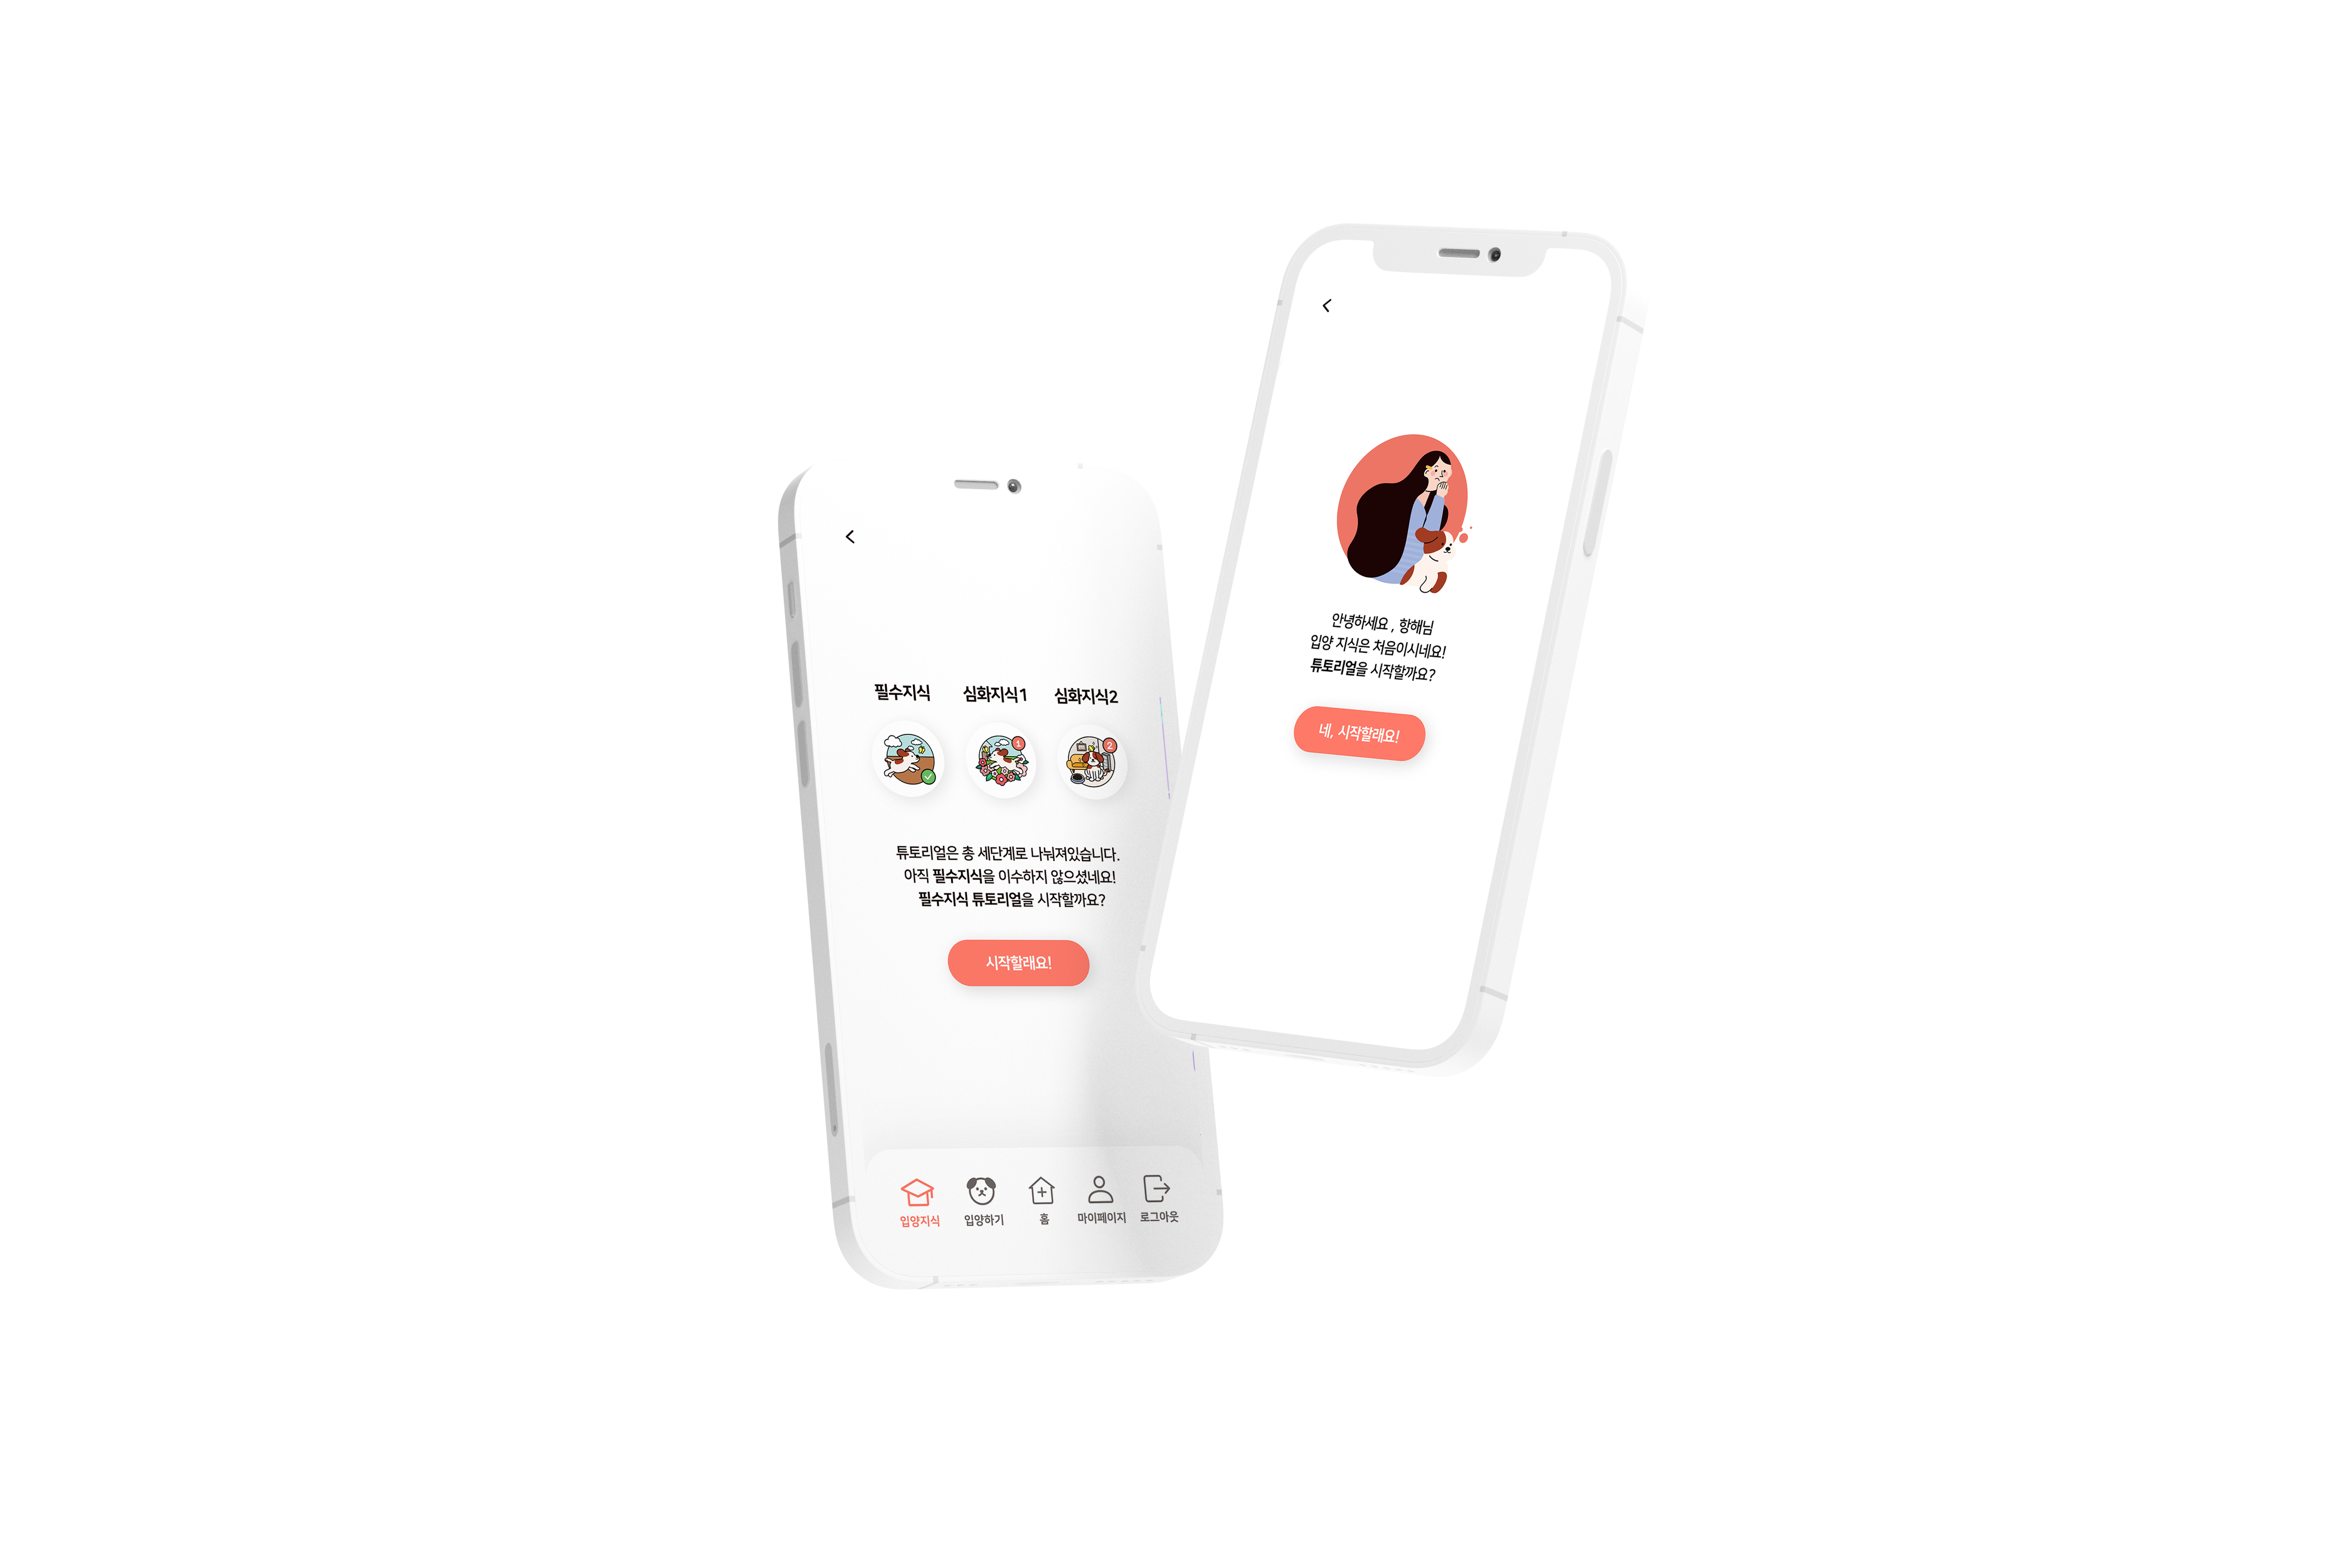 필수지식 심화지식1 심화지식2
1 2
튜토리얼은 총 세단계로 나눠져있습니다.
아직 필수지식을 이수하지 않으셨네요!
필수지식 튜토리얼을 시작할까요?
시작할래요!
입양지식 입양하기 홈 마이페이지 로그아웃
안녕하세요 , 항해님
입양 지식은 처음이시네요!
튜토리얼을 시작할까요?
네, 시작할래요!